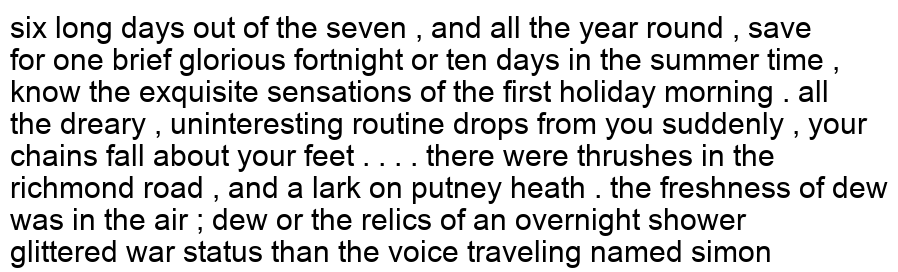 six long days out of the seven , and all the year round , save
for one brief glorious fortnight or ten days in the summer time ,
know the exquisite sensations of the first holiday morning . all
the dreary , uninteresting routine drops from you suddenly , your
chains fall about your feet . . . . there were thrushes in the
richmond road , and a lark on putney heath . the freshness of dew
was in the air ; dew or the relics of an overnight shower
glittered war status than the voice traveling named simon